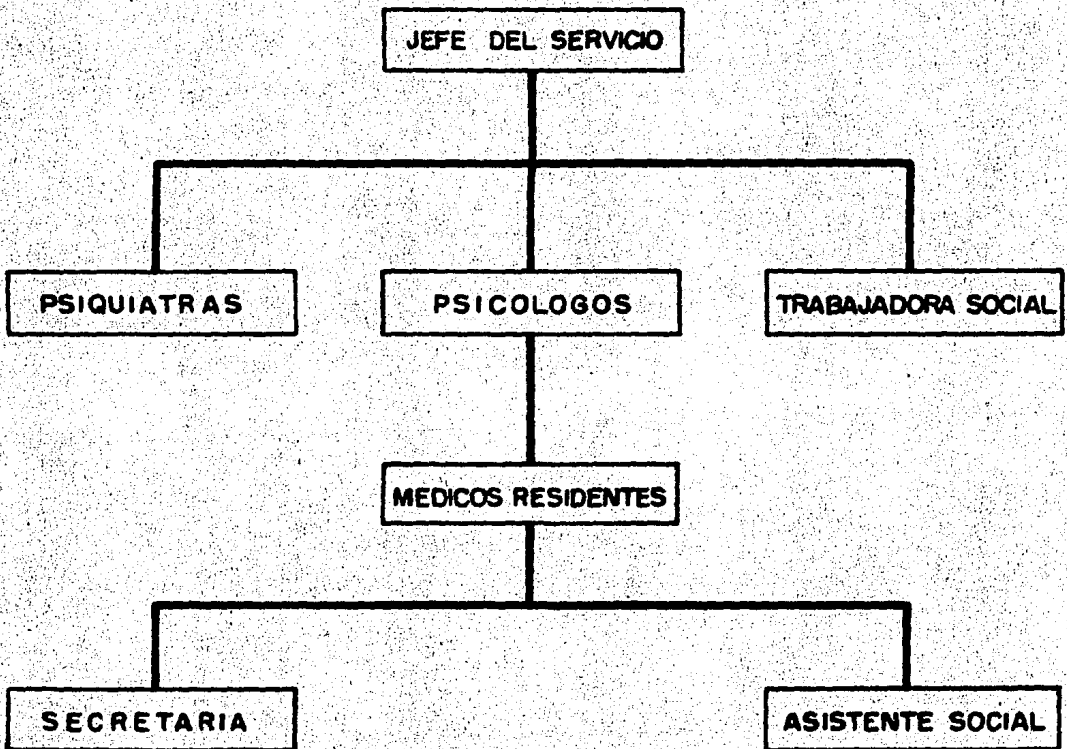 JEFE DEL SERVICIO
PSIQUIATRAS
PSICOLOGOS
TRABAJADORA SOCIAL
MEDICOS RESIDENTES
SECRETARIA
ASISTENTE SOCIAL